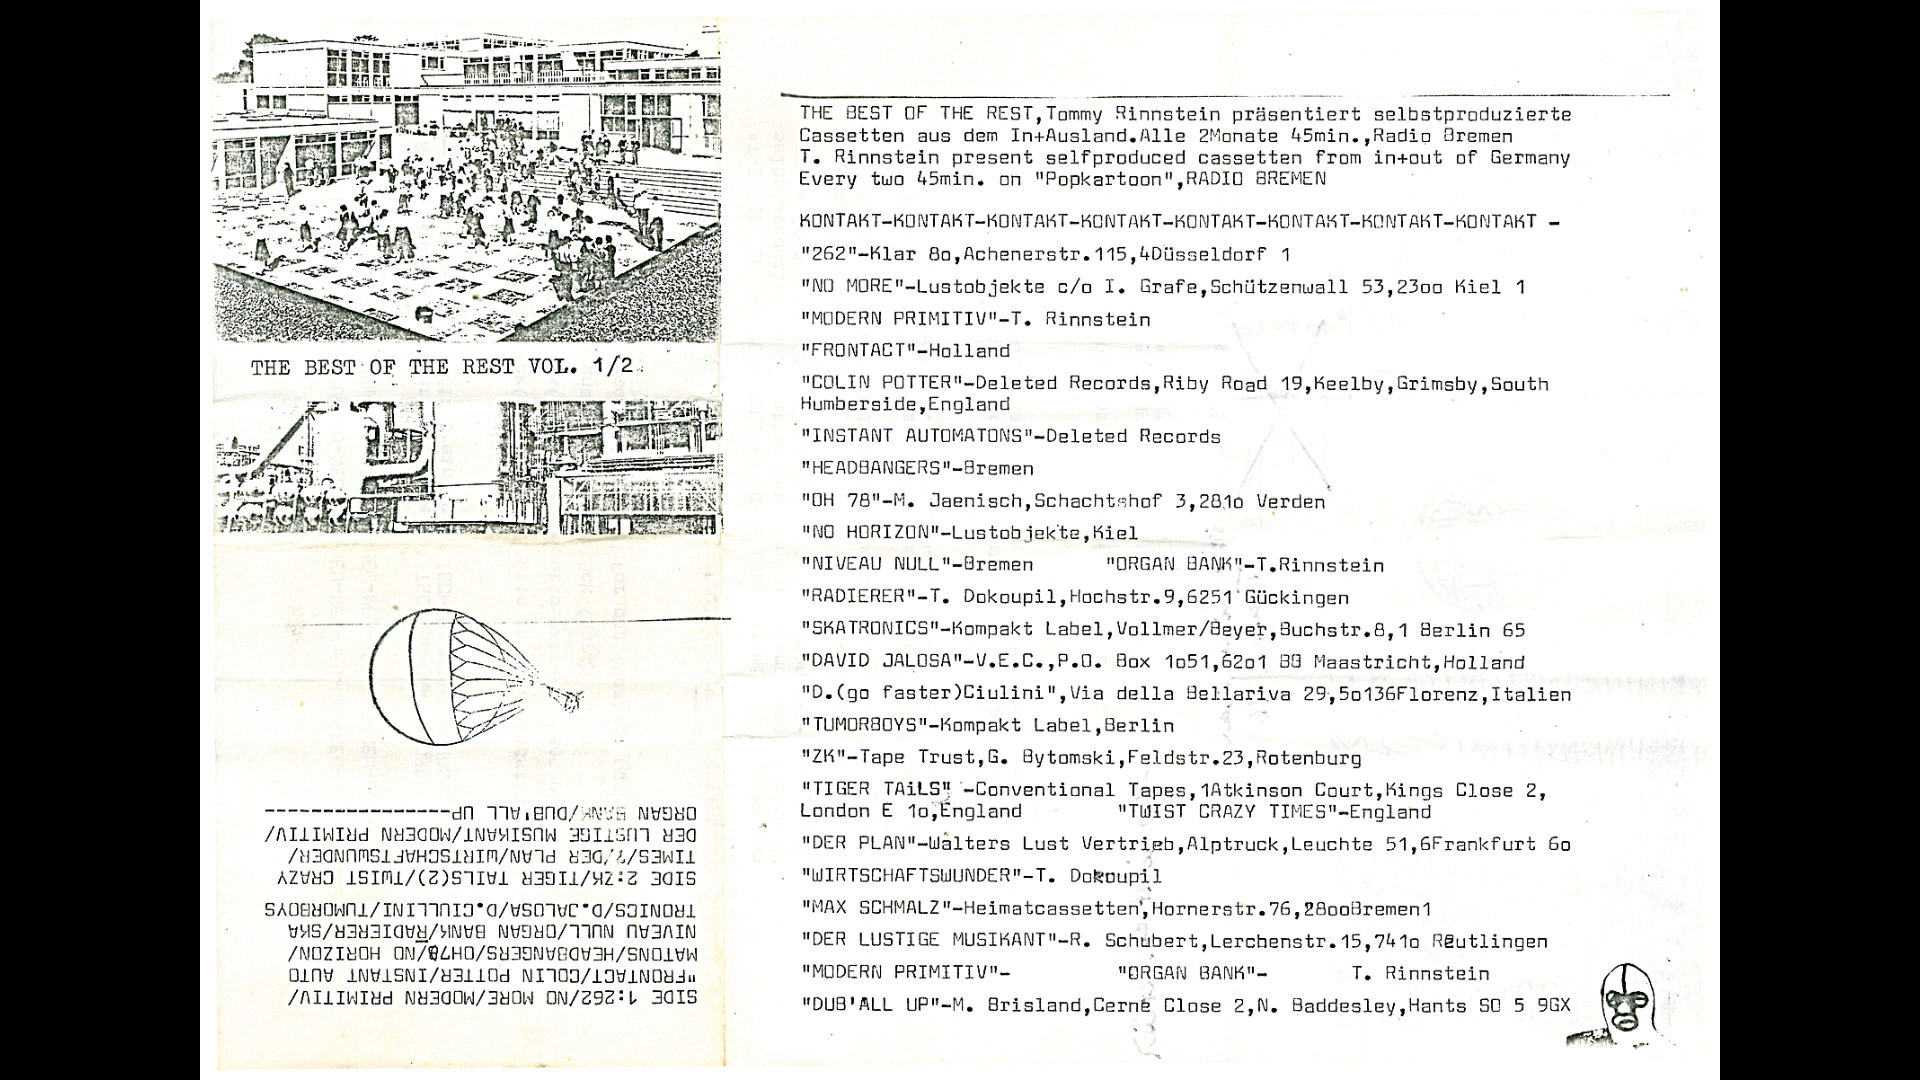 THE BEST OF THE REST VOL. 1/2
SIDE 1:262/NO MORE/MODERN PRIMITIV/
"FRONTACT/COLIN POTTER/INSTANT AUTO
MATONS/HEADBANGERS/OH78/NO HORIZON/
NIVEAU NULL/ORGAN BANK/RADIERER/SKA
TRONICS/D.JALOSA/D.CIULLINI/TUMORBOYS
SIDE 2:ZK/TIGER TAILS(2)/TWIST CRAZY
TIMES/7/DER PLAN/WIRTSCHAFTSWUNDER/
DER LUSTIGE MUSIKANT/MODERN PRIMITIV/
ORGAN BANK/DUB'ALL UP------------------
THE BEST OF THE REST,Tommy Rinnstein präsentiert selbstproduzierte
Cassetten aus dem In+Ausland.Alle 2Monate 45min.,Radio Bremen
T. Rinnstein present selfproduced cassetten from in+out of Germany
Every two 45min. on "Popkartoon",RADIO BREMEN
KONTAKT-KONTAKT-KONTAKT-KONTAKT-KONTAKT-KONTAKT-KONTAKT-KONTAKT -
"262"-Klar 8o,Achenerstr.115,4Düsseldorf 1
"NO MORE"-Lustobjekte c/o I. Grafe,Schützenwall 53,23oo Kiel 1
"MODERN PRIMITIV"-T. Rinnstein
"FRONTACT"-Holland
"COLIN POTTER"-Deleted Records,Riby Road 19,Keelby,Grimsby,South
Humberside,England
"INSTANT AUTOMATONS"-Deleted Records
"HEADBANGERS"-Bremen
"OH 78"-M. Jaenisch,Schachtshof 3,281o Verden
"NO HORIZON"-Lustobjekte,Kiel
"NIVEAU NULL"-Bremen "ORGAN BANK"-T.Rinnstein
"RADIERER"-T. Dokoupil,Hochstr.9,6251 Gückingen
"SKATRONICS"-Kompakt Label,Vollmer/Beyer,Buchstr.8,1 Berlin 65
"DAVID JALOSA"-V.E.C.,P.O. Box 1o51,62o1 BB Maastricht,Holland
"D.(go faster)Ciulini",Via della Bellariva 29,5o136Florenz,Italien
"TUMORBOYS"-Kompakt Label,Berlin
"ZK"-Tape Trust,G. Bytomski,Feldstr.23,Rotenburg
"TIGER TAiLS" -Conventional Tapes,1Atkinson Court,Kings Close 2,
London E 1o,England "TWIST CRAZY TIMES"-England
"DER PLAN"-Walters Lust Vertrieb,Alptruck,Leuchte 51,6Frankfurt 6o
"WIRTSCHAFTSWUNDER"-T. Dokoupil
"MAX SCHMALZ"-Heimatcassetten,Hornerstr.76,28ooBremen1
"DER LUSTIGE MUSIKANT"-R. Schubert,Lerchenstr.15,741o Reutlingen
"MODERN PRIMITIV"- "ORGAN BANK"- T. Rinnstein
"DUB'ALL UP"-M. Brisland,Cerne Close 2,N. Baddesley,Hants SO 5 9GX